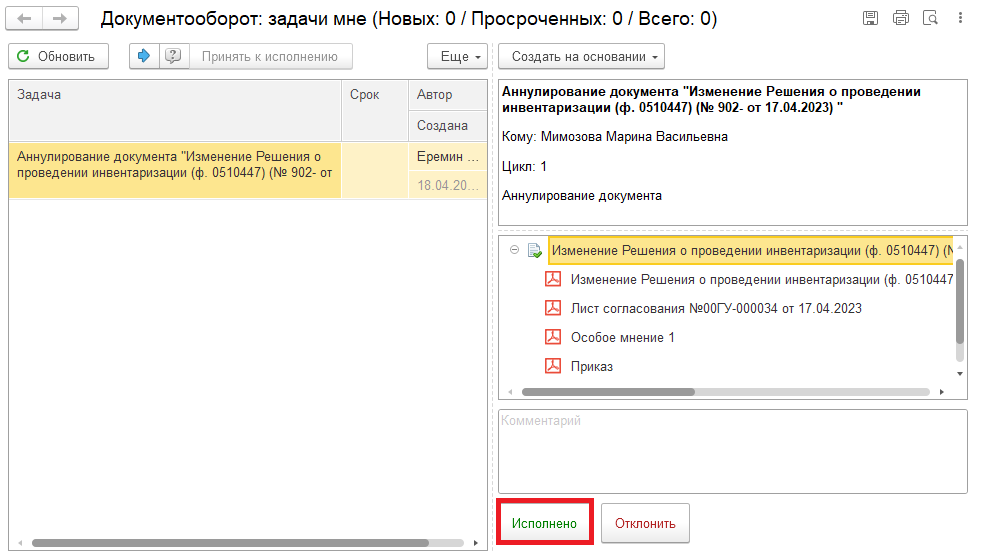 Документооборот: задачи мне (Новых: 0 / Просроченных: 0 / Всего: 0)
Обновить
Принять к исполнению
Еще
Создать на основании
Задача
Срок
Автор
Создана
Аннулирование документа "Изменение Решения о
проведении инвентаризации (ф. 0510447) (№ 902- от
Еремин ...
18.04.20...
Аннулирование документа "Изменение Решения о проведении
инвентаризации (ф. 0510447) (№ 902- от 17.04.2023) "
Кому: Мимозова Марина Васильевна
Цикл: 1
Аннулирование документа
Изменение Решения о проведении инвентаризации (ф. 0510447) (№
Изменение Решения о проведении инвентаризации (ф. 0510447
Лист согласования №00ГУ-000034 от 17.04.2023
Особое мнение 1
Приказ
Комментарий
Исполнено
Отклонить